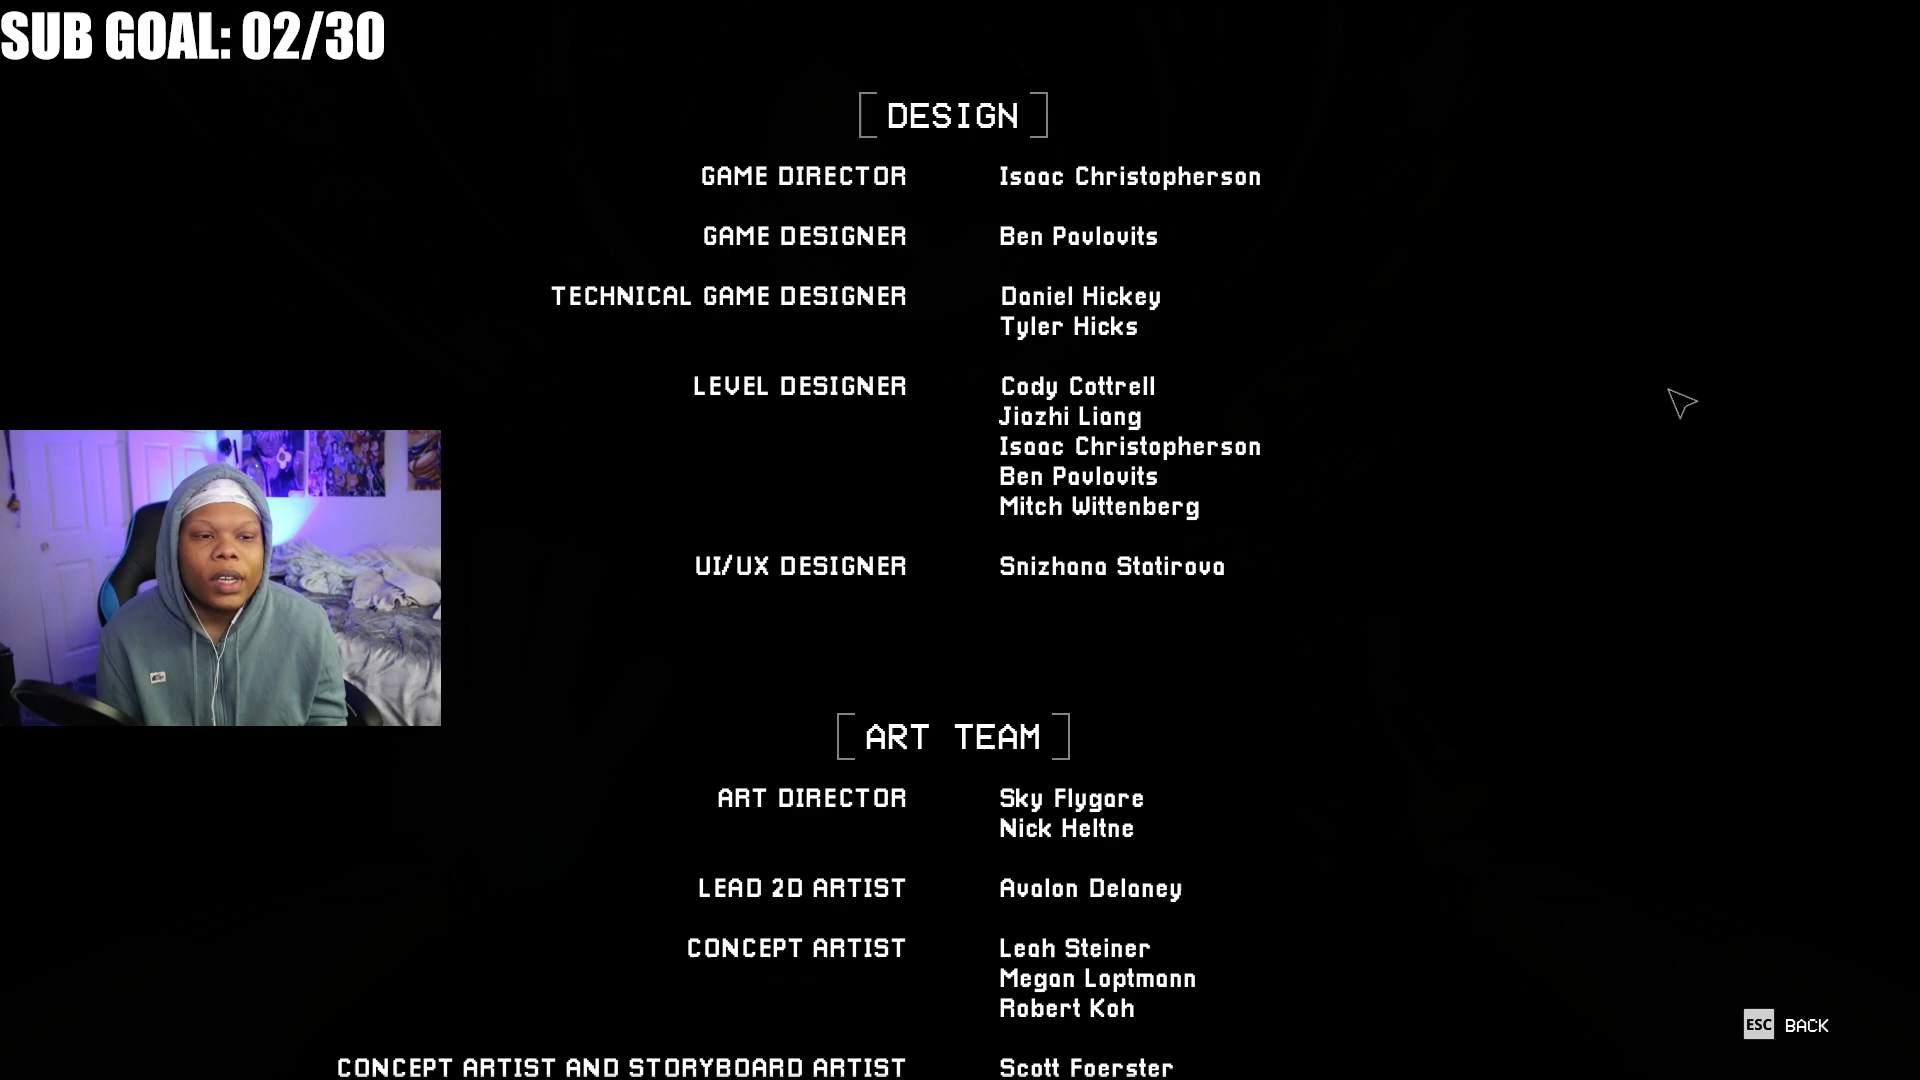 SUB GOAL: 02/30
DESIGN
GAME DIRECTOR Isaac Christopherson
GAME DESIGNER Ben Pavlovits
TECHNICAL GAME DESIGNER Daniel Hickey
Tyler Hicks
LEVEL DESIGNER Cody Cottrell
Jiazhi Liang
Isaac Christopherson
Ben Pavlovits
Mitch Wittenberg
UI/UX DESIGNER Snizhana Statirova
ART TEAM
ART DIRECTOR Sky Flygare
Nick Heltne
LEAD 2D ARTIST Avalon Delaney
CONCEPT ARTIST Leah Steiner
Megan Loptmann
Robert Koh
CONCEPT ARTIST AND STORYBOARD ARTIST Scott Foerster
ESC BACK